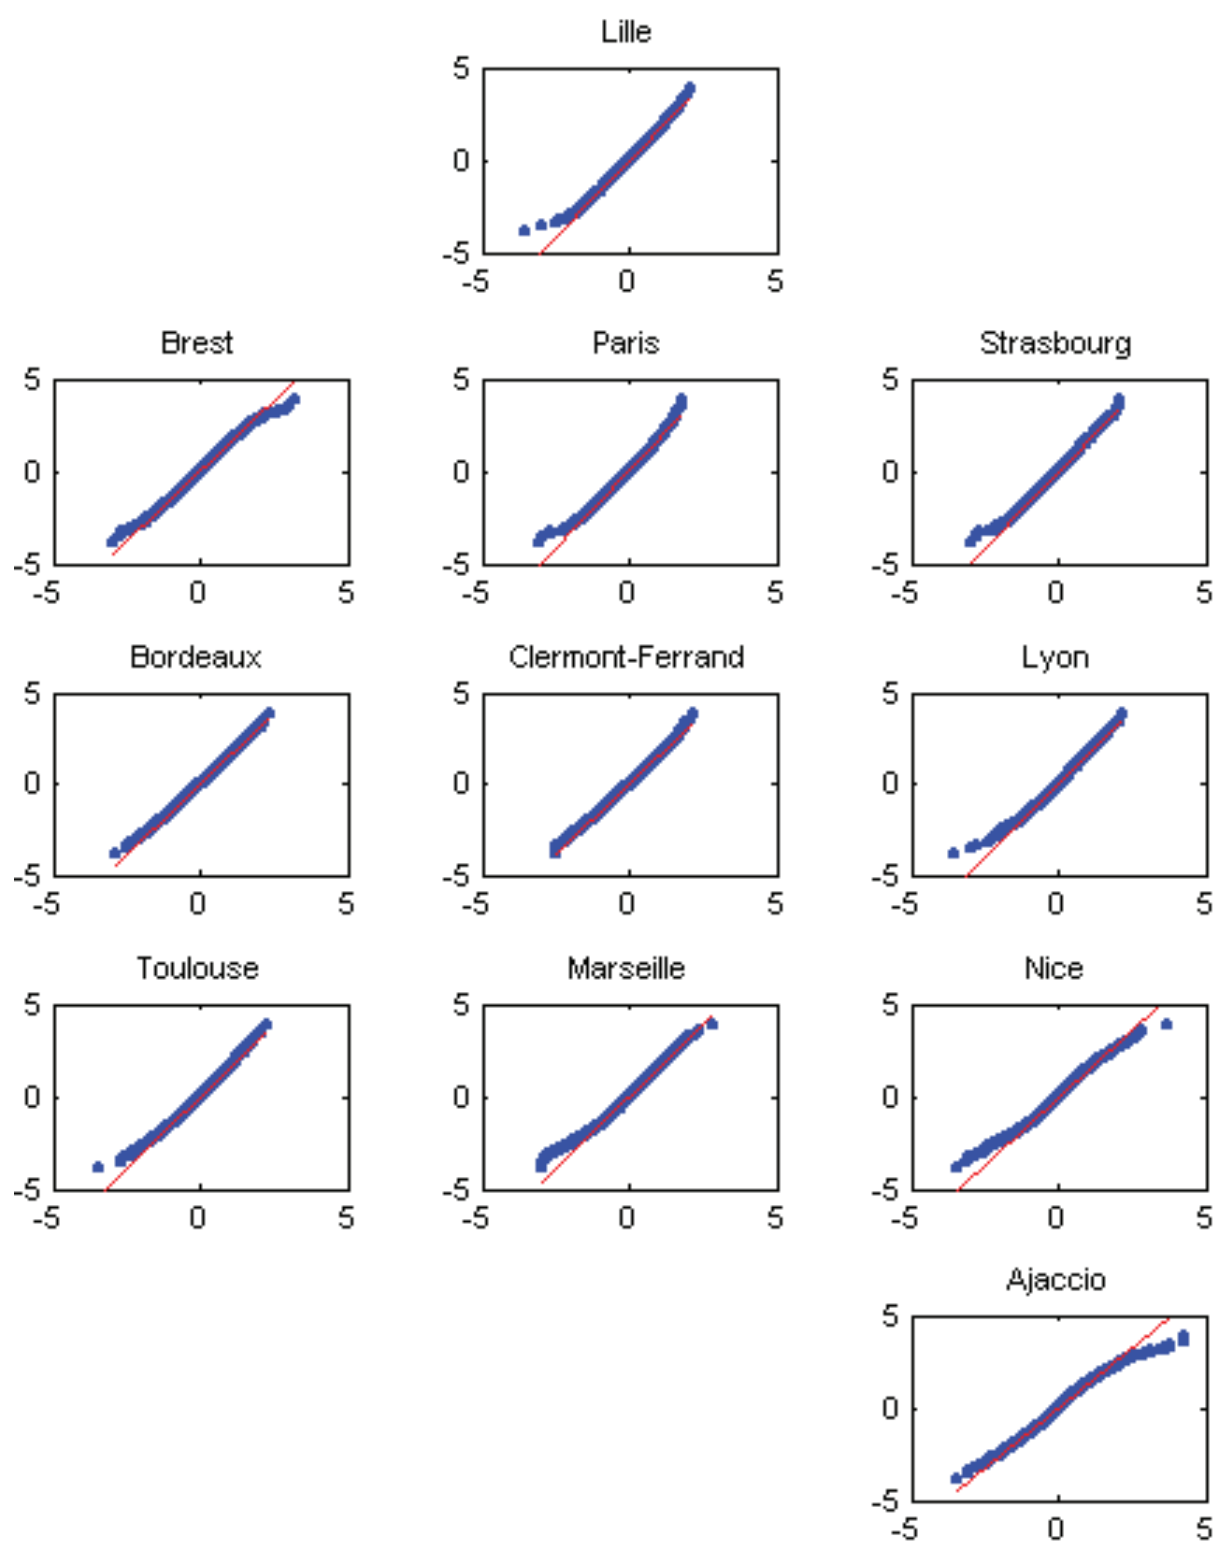 Lille
5
0
-5
-5 0 5
Brest Paris Strasbourg
5 5 5
0 0 0
-5 -5 -5
-5 0 5 -5 0 5 -5 0 5
Bordeaux Clermont-Ferrand Lyon
5 5 5
0 0 0
-5 -5 -5
-5 0 5 -5 0 5 -5 0 5
Toulouse Marseille Nice
5 5 5
0 0 0
-5 -5 -5
-5 0 5 -5 0 5 -5 0 5
Ajaccio
5
0
-5
-5 0 5